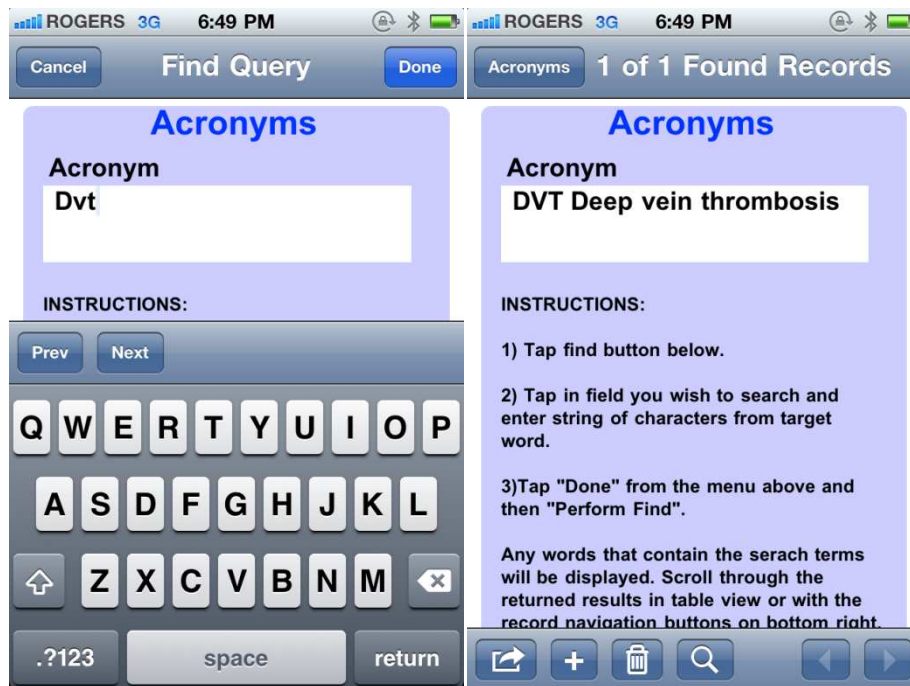 ROGERS 3G 6:49 PM
Cancel Find Query Done
Acronyms
Acronym
Dvt
INSTRUCTIONS:
Prev Next
Q W E R T Y U I O P
A S D F G H J K L
Z X C V B N M
.?123 space return
ROGERS 3G 6:49 PM
Acronyms 1 of 1 Found Records
Acronyms
Acronym
DVT Deep vein thrombosis
INSTRUCTIONS:
1) Tap find button below.
2) Tap in field you wish to search and
enter string of characters from target
word.
3)Tap "Done" from the menu above and
then "Perform Find".
Any words that contain the serach terms
will be displayed. Scroll through the
returned results in table view or with the
record navigation buttons on bottom right.